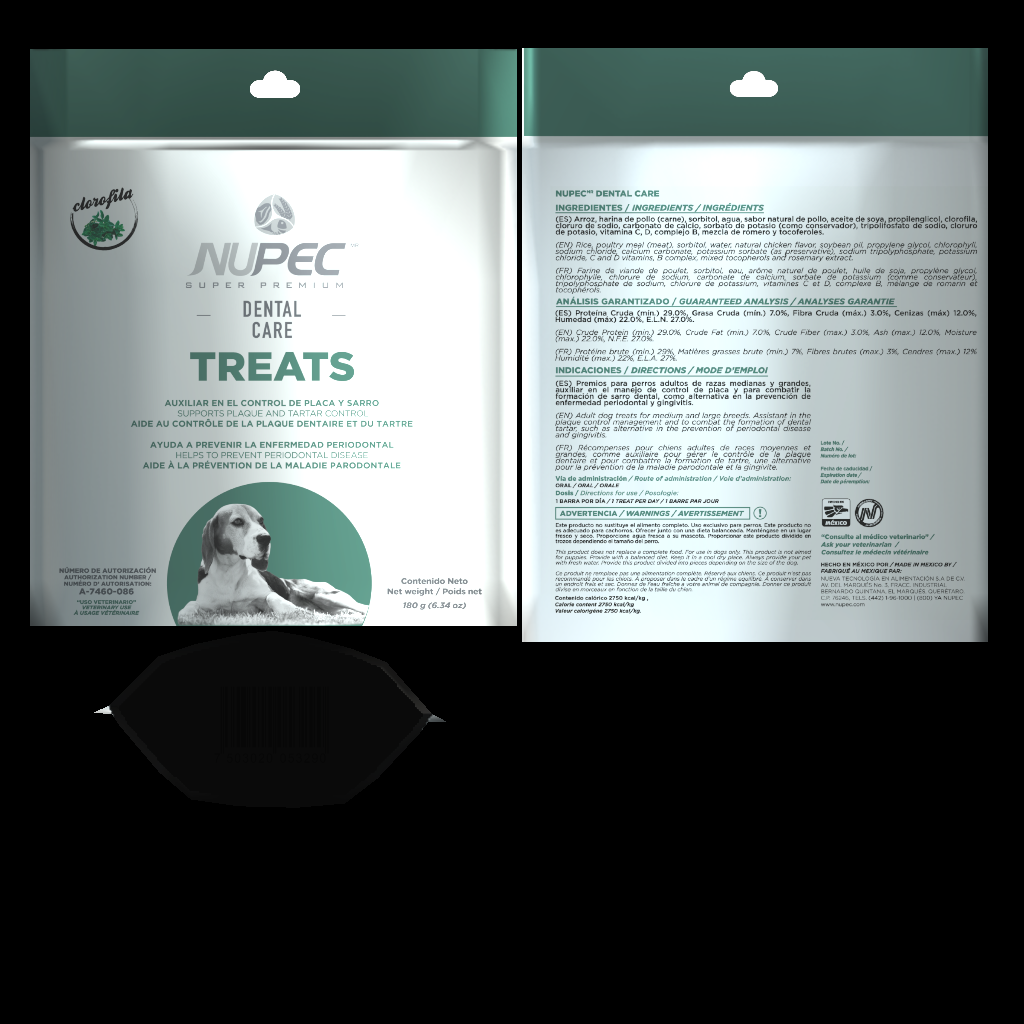 clorofila
NUPEC
SUPER PREMIUM
DENTAL
CARE
TREATS
AUXILIAR EN EL CONTROL DE PLACA Y SARRO
SUPPORTS PLAQUE AND TARTAR CONTROL
AIDE AU CONTRÔLE DE LA PLAQUE DENTAIRE ET DU TARTRE
AYUDA A PREVENIR LA ENFERMEDAD PERIODONTAL
HELPS TO PREVENT PERIODONTAL DISEASE
AIDE À LA PRÉVENTION DE LA MALADIE PARODONTALE
NÚMERO DE AUTORIZACIÓN
AUTHORIZATION NUMBER /
NUMÉRO D' AUTORISATION:
A-7460-086
"USO VETERINARIO"
VETERINARY USE
À USAGE VÉTÉRINAIRE
Contenido Neto
Net weight / Poids net
180 g (6.34 oz)
NUPEC DENTAL CARE
INGREDIENTES / INGREDIENTS / INGRÉDIENTS
(ES) Arroz, harina de pollo (carne), sorbitol, agua, sabor natural de pollo, aceite de soya, propilenglicol, clorofila,
cloruro de sodio, carbonato de calcio, sorbato de potasio (como conservador), tripolifosfato de sodio, cloruro
de potasio, vitamina C, D, complejo B, mezcla de romero y tocoferoles.
(EN) Rice, poultry meal (meat), sorbitol, water, natural chicken flavor, soybean oil, propylene glycol, chlorophyll,
sodium chloride, calcium carbonate, potassium sorbate (as preservative), sodium tripolyphosphate, potassium
chloride, C and D vitamins, B complex, mixed tocopherols and rosemary extract.
(FR) Farine de viande de poulet, sorbitol, eau, arôme naturel de poulet, huile de soja, propylène glycol,
chlorophylle, chlorure de sodium, carbonate de calcium, sorbate de potassium (comme conservateur),
tripolyphosphate de sodium, chlorure de potassium, vitamines C et D, complexe B, mélange de romarin et
tocophérols.
ANÁLISIS GARANTIZADO / GUARANTEED ANALYSIS / ANALYSES GARANTIE
(ES) Proteína Cruda (mín.) 29.0%, Grasa Cruda (mín.) 7.0%, Fibra Cruda (máx.) 3.0%, Cenizas (máx) 12.0%,
Humedad (máx) 22.0%, E.L.N. 27.0%.
(EN) Crude Protein (min.) 29.0%, Crude Fat (min.) 7.0%, Crude Fiber (max.) 3.0%, Ash (max.) 12.0%, Moisture
(max.) 22.0%, N.F.E. 27.0%.
(FR) Protéine brute (min.) 29%, Matières grasses brute (min.) 7%, Fibres brutes (max.) 3%, Cendres (max.) 12%
Humidité (max.) 22%, E.L.A. 27%.
INDICACIONES / DIRECTIONS / MODE D'EMPLOI
(ES) Premios para perros adultos de razas medianas y grandes,
auxiliar en el manejo de control de placa y para combatir la
formación de sarro dental, como alternativa en la prevención de
enfermedad periodontal y gingivitis.
(EN) Adult dog treats for medium and large breeds. Assistant in the
plaque control management and to combat the formation of dental
tartar, such as alternative in the prevention of periodontal disease
and gingivitis.
(FR) Récompenses pour chiens adultes de races moyennes et
grandes, comme auxiliaire pour gérer le contrôle de la plaque
dentaire et pour combattre la formation de tartre, une alternative
pour la prévention de la maladie parodontale et la gingivite.
Vía de administración / Route of administration / Voie d'administration:
ORAL / ORAL / ORALE
Dosis / Directions for use / Posologie:
1 BARRA POR DÍA / 1 TREAT PER DAY / 1 BARRE PAR JOUR
ADVERTENCIA / WARNINGS / AVERTISSEMENT !
Este producto no sustituye el alimento completo. Uso exclusivo para perros. Este producto no
es adecuado para cachorros. Ofrecer junto con una dieta balanceada. Manténgase en un lugar
fresco y seco. Proporcione agua fresca a su mascota. Proporcionar este producto dividido en
trozos dependiendo el tamaño del perro.
This product does not replace a complete food. For use in dogs only. This product is not aimed
for puppies. Provide with a balanced diet. Keep it in a cool dry place. Always provide your pet
with fresh water. Provide this product divided into pieces depending on the size of the dog.
Ce produit ne remplace pas une alimentation complète. Réservé aux chiens. Ce produit n'est pas
recommandé pour les chiots. À proposer dans le cadre d'un régime équilibré. À conserver dans
un endroit frais et sec. Donnez de l'eau fraîche à votre animal de compagnie. Donner ce produit
divisé en morceaux en fonction de la taille du chien.
Contenido calórico 2750 kcal/kg ,
Calorie content 2750 kcal/kg
Valeur calorigène 2750 kcal/kg.
Lote No. /
Batch No. /
Numéro de lot:
Fecha de caducidad /
Expiration date /
Date de péremption:
HECHO EN
MÉXICO
"Consulte al médico veterinario" /
Ask your veterinarian /
Consultez le médecin vétérinaire
HECHO EN MÉXICO POR / MADE IN MEXICO BY /
FABRIQUÉ AU MEXIQUE PAR:
NUEVA TECNOLOGÍA EN ALIMENTACIÓN S.A DE C.V.
AV. DEL MARQUÉS No. 3, FRACC. INDUSTRIAL
BERNARDO QUINTANA, EL MARQUÉS, QUERÉTARO
C.P. 76246, TELS. (442) 1-96-1000 | (800) YA NUPEC
www.nupec.com